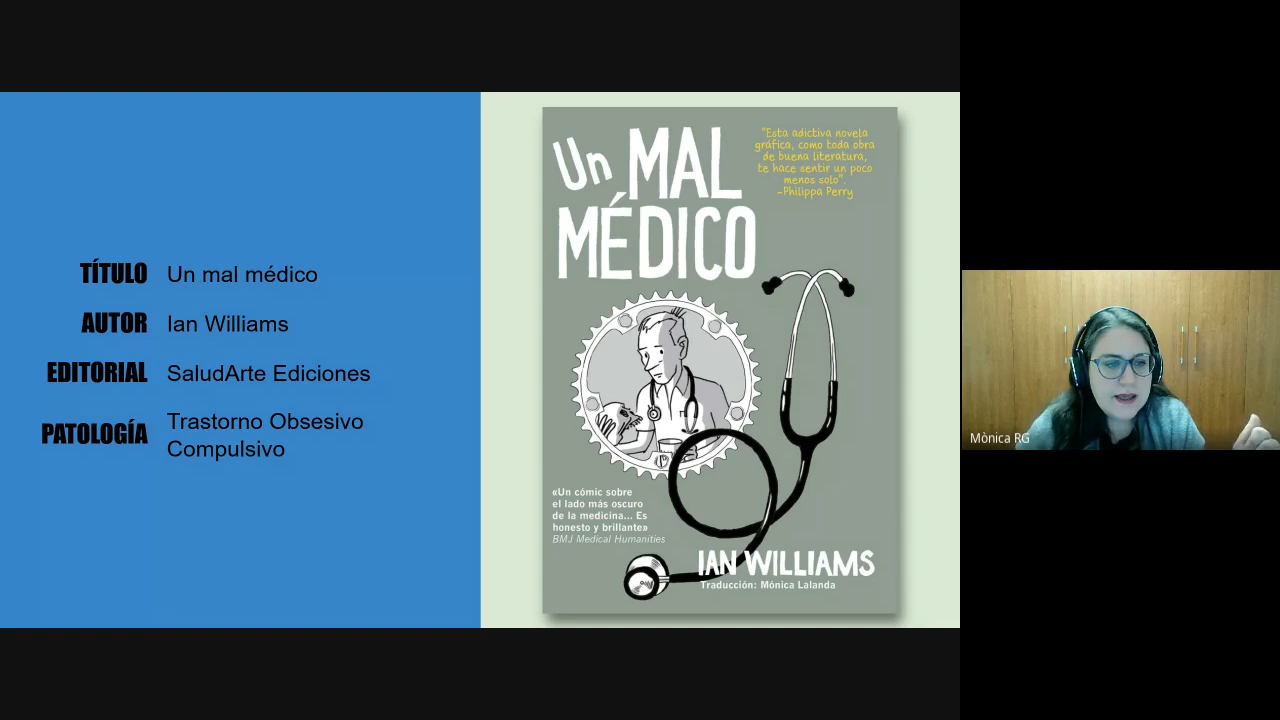 TÍTULO Un mal médico
AUTOR Ian Williams
EDITORIAL SaludArte Ediciones
PATOLOGÍA Trastorno Obsesivo
Compulsivo
Un MAL
MÉDICO
"Esta adictiva novela
gráfica, como toda obra
de buena literatura,
te hace sentir un poco
menos solo".
-Philippa Perry
«Un cómic sobre
el lado más oscuro
de la medicina... Es
honesto y brillante»
BMJ Medical Humanities
IAN WILLIAMS
Traducción: Mónica Lalanda
Mònica RG